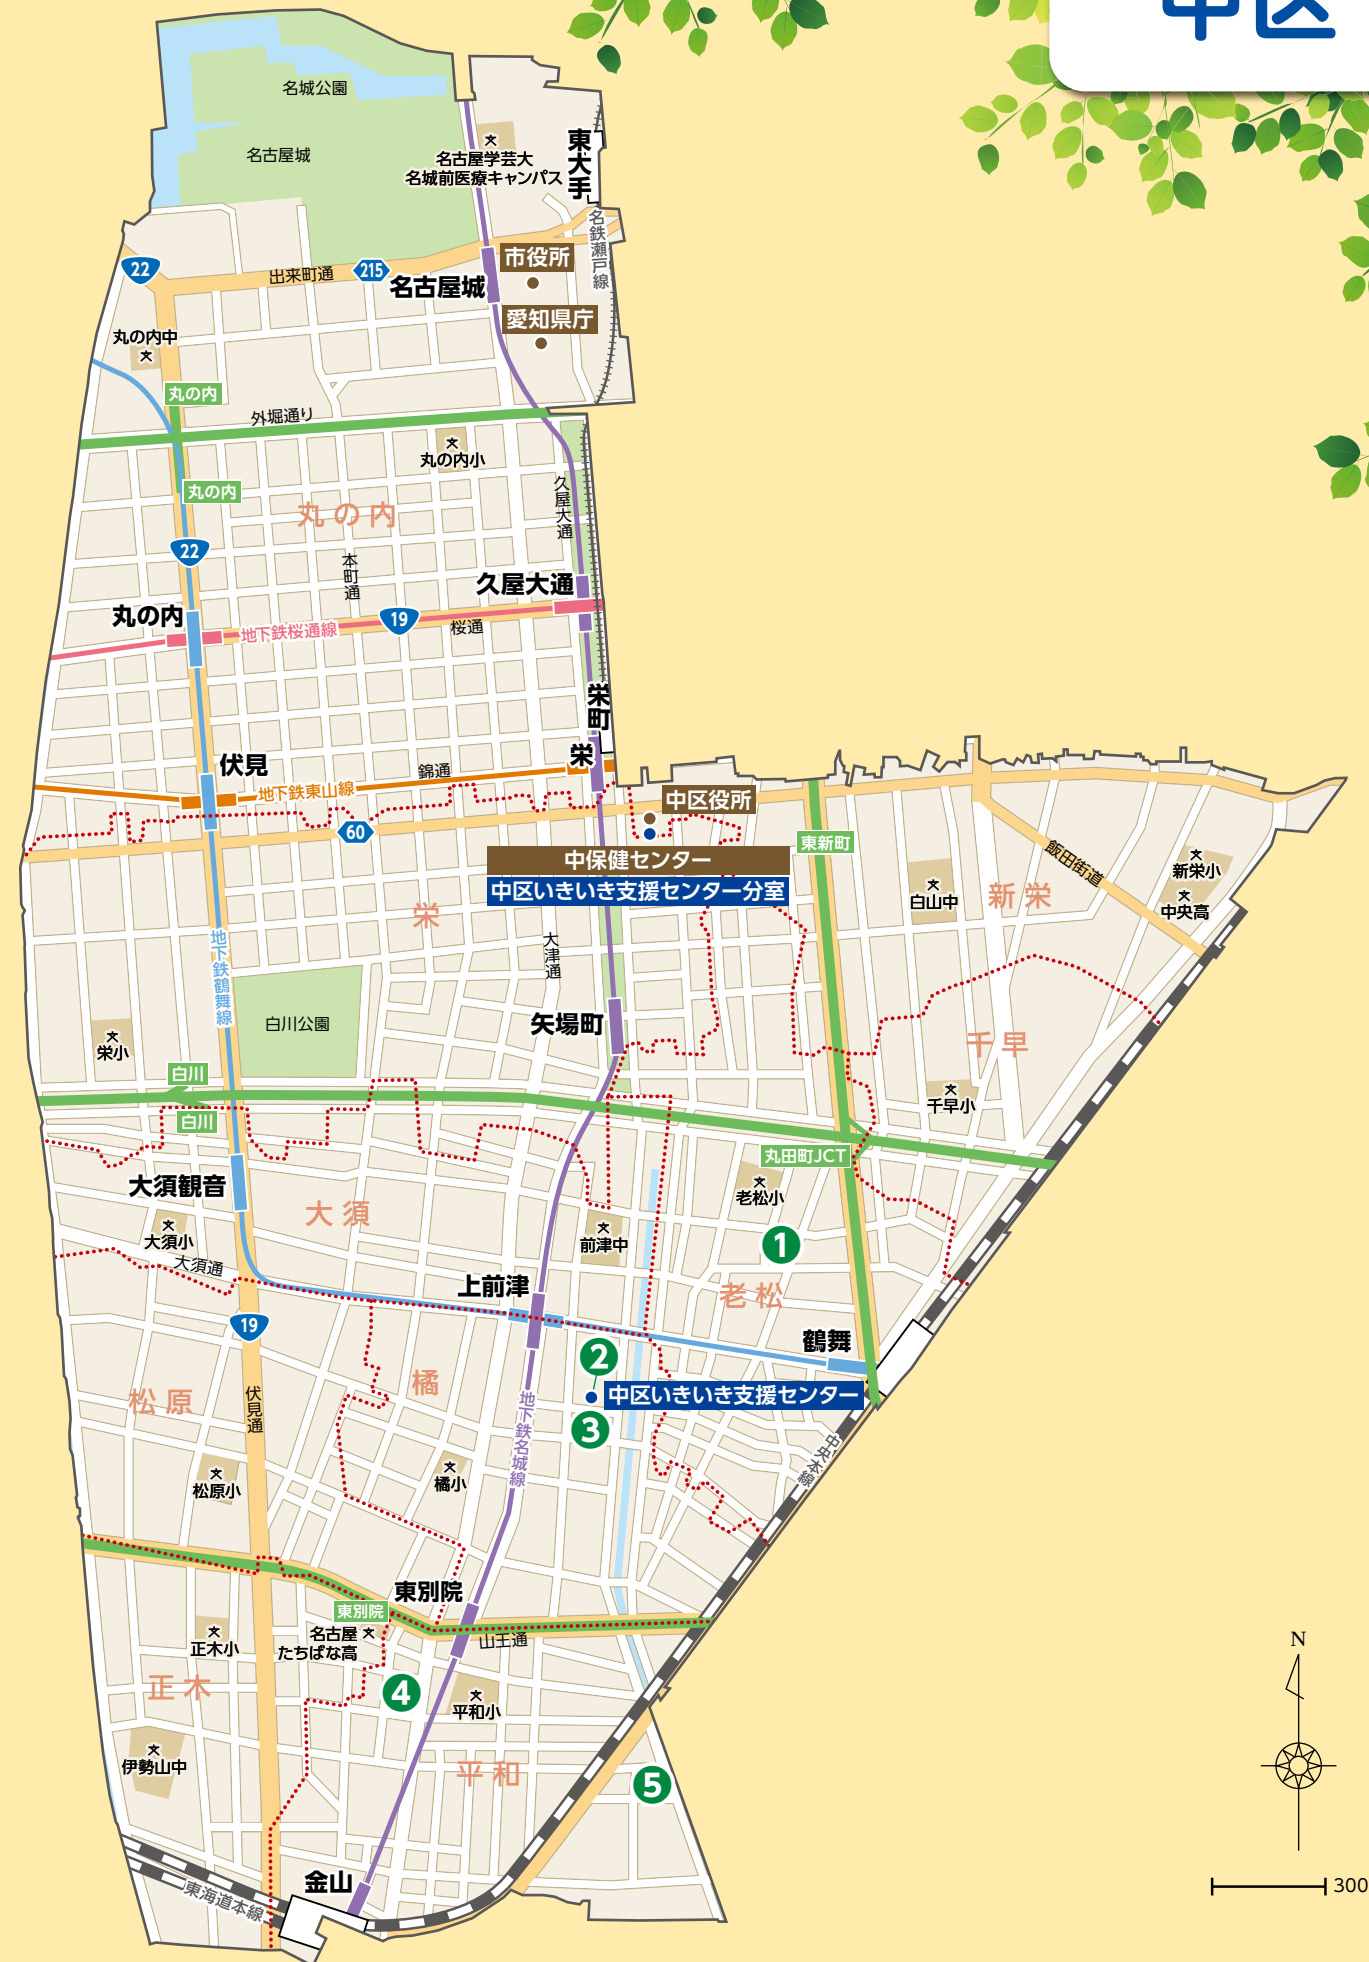 中区
名城公園
名古屋城
名古屋学芸大
名城前医療キャンパス
東大手
名鉄瀬戸線
22
出来町通
215
名古屋城
市役所
愛知県庁
丸の内中
丸の内
外堀通り
丸の内小
丸の内
丸の内
久屋大通
22
本町通
久屋大通
丸の内
地下鉄桜通線
19
桜通
栄町
栄
伏見
地下鉄東山線
錦通
60
中区役所
中保健センター
中区いきいき支援センター分室
東新町
飯田街道
新栄小
中央高
白山中
新栄
栄
大津通
地下鉄鶴舞線
白川公園
矢場町
栄小
千早
千早小
白川
白川
丸田町JCT
老松小
大須観音
大須
大須小
前津中
1
大須通
上前津
老松
19
鶴舞
2
中区いきいき支援センター
3
橘
松原
伏見通
地下鉄名城線
中央本線
橘小
松原小
東別院
東別院
山王通
正木小
名古屋
たちばな高
正木
4
平和小
伊勢山中
平和
5
金山
東海道本線
N
300